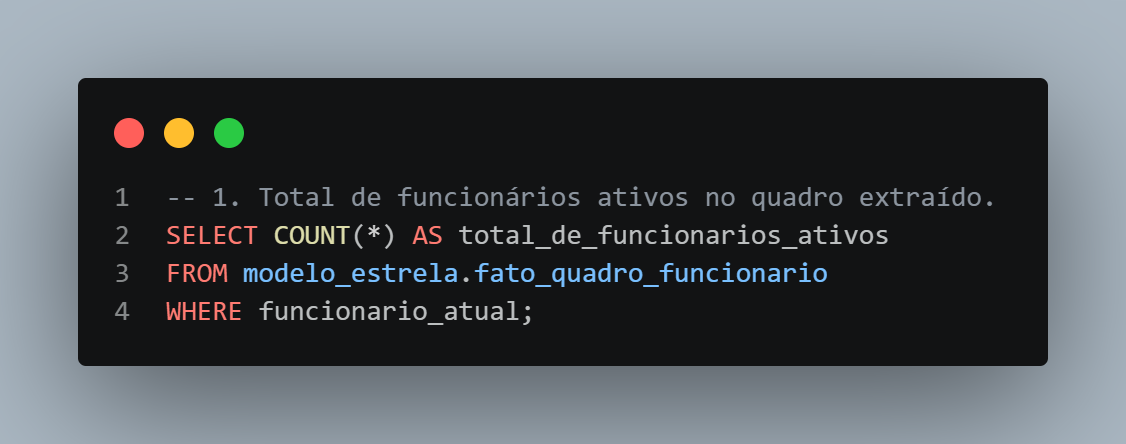 1 -- 1. Total de funcionários ativos no quadro extraído.
2 SELECT COUNT(*) AS total_de_funcionarios_ativos
3 FROM modelo_estrela.fato_quadro_funcionario
4 WHERE funcionario_atual;